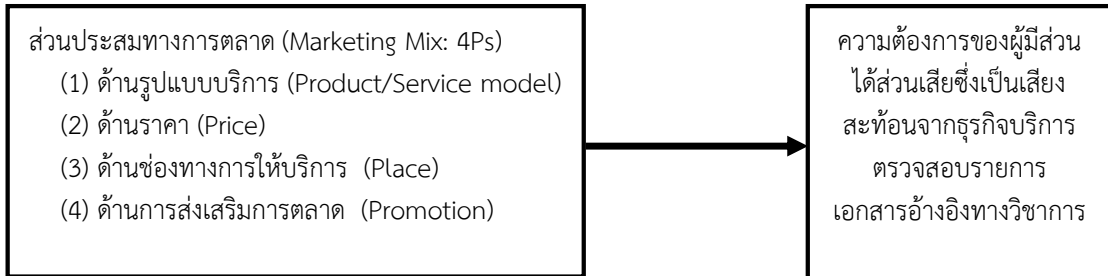 ส่วนประสมทางการตลาด (Marketing Mix: 4Ps)
(1) ด้านรูปแบบบริการ (Product/Service model)
(2) ด้านราคา (Price)
(3) ด้านช่องทางการให้บริการ (Place)
(4) ด้านการส่งเสริมการตลาด (Promotion)
ความต้องการของผู้มีส่วน
ได้ส่วนเสียซึ่งเป็นเสียง
สะท้อนจากธุรกิจบริการ
ตรวจสอบรายการ
เอกสารอ้างอิงทางวิชาการ